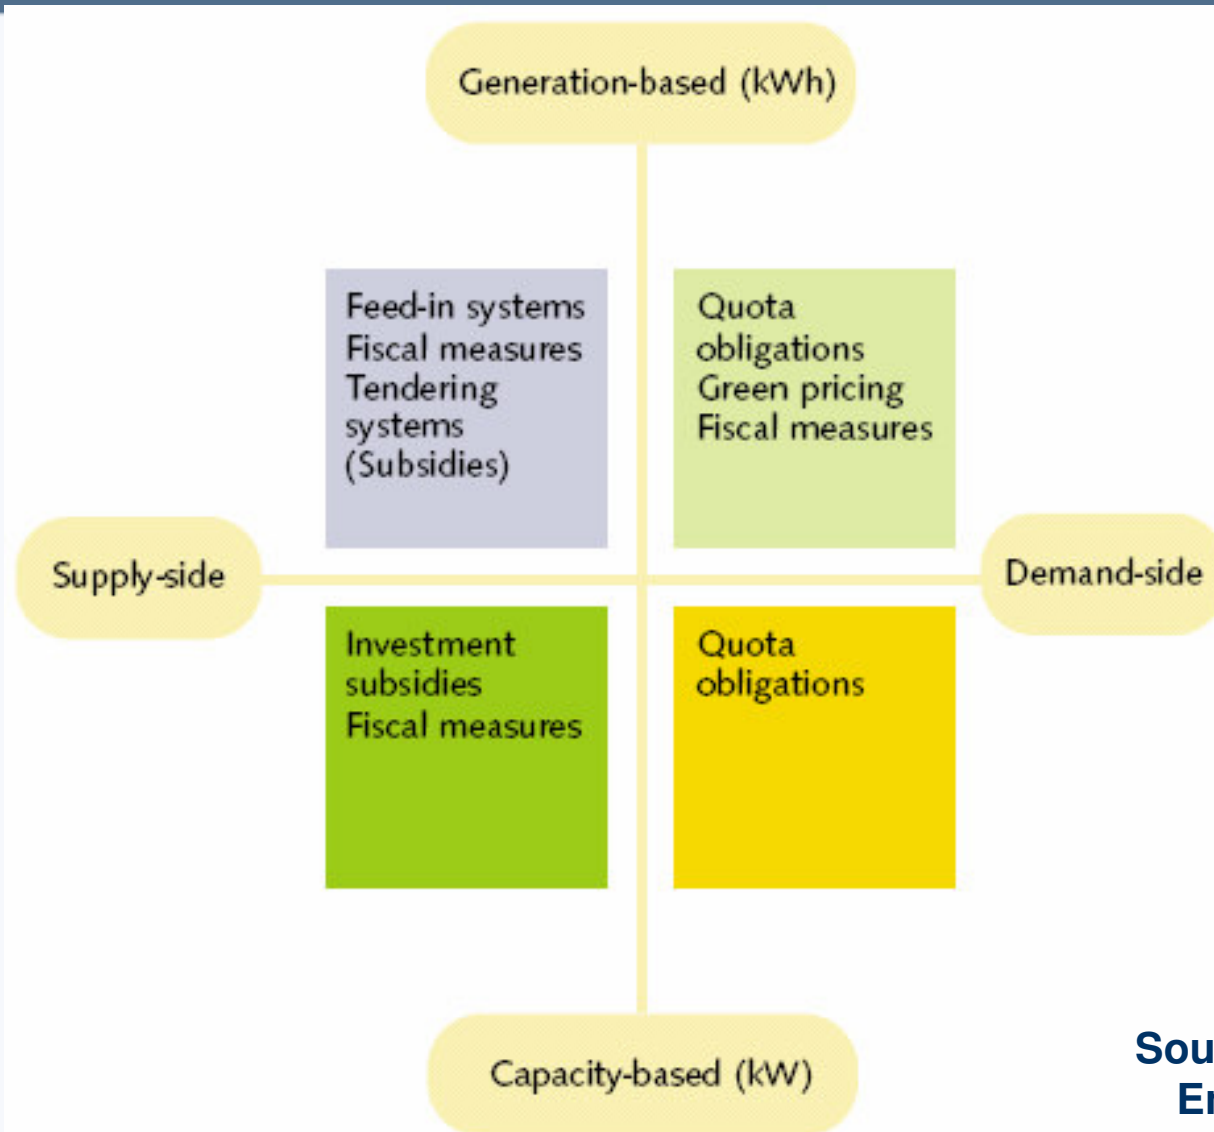 Generation-based (kWh)
Feed-in systems
Fiscal measures
Tendering
systems
(Subsidies)
Quota
obligations
Green pricing
Fiscal measures
Supply-side
Demand-side
Investment
subsidies
Fiscal measures
Quota
obligations
Capacity-based (kW)